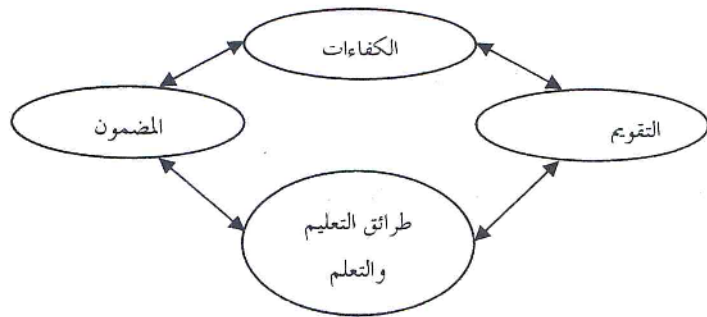 الكفاءات
التقويم
المضمون
طرائق التعليم
والتعلم